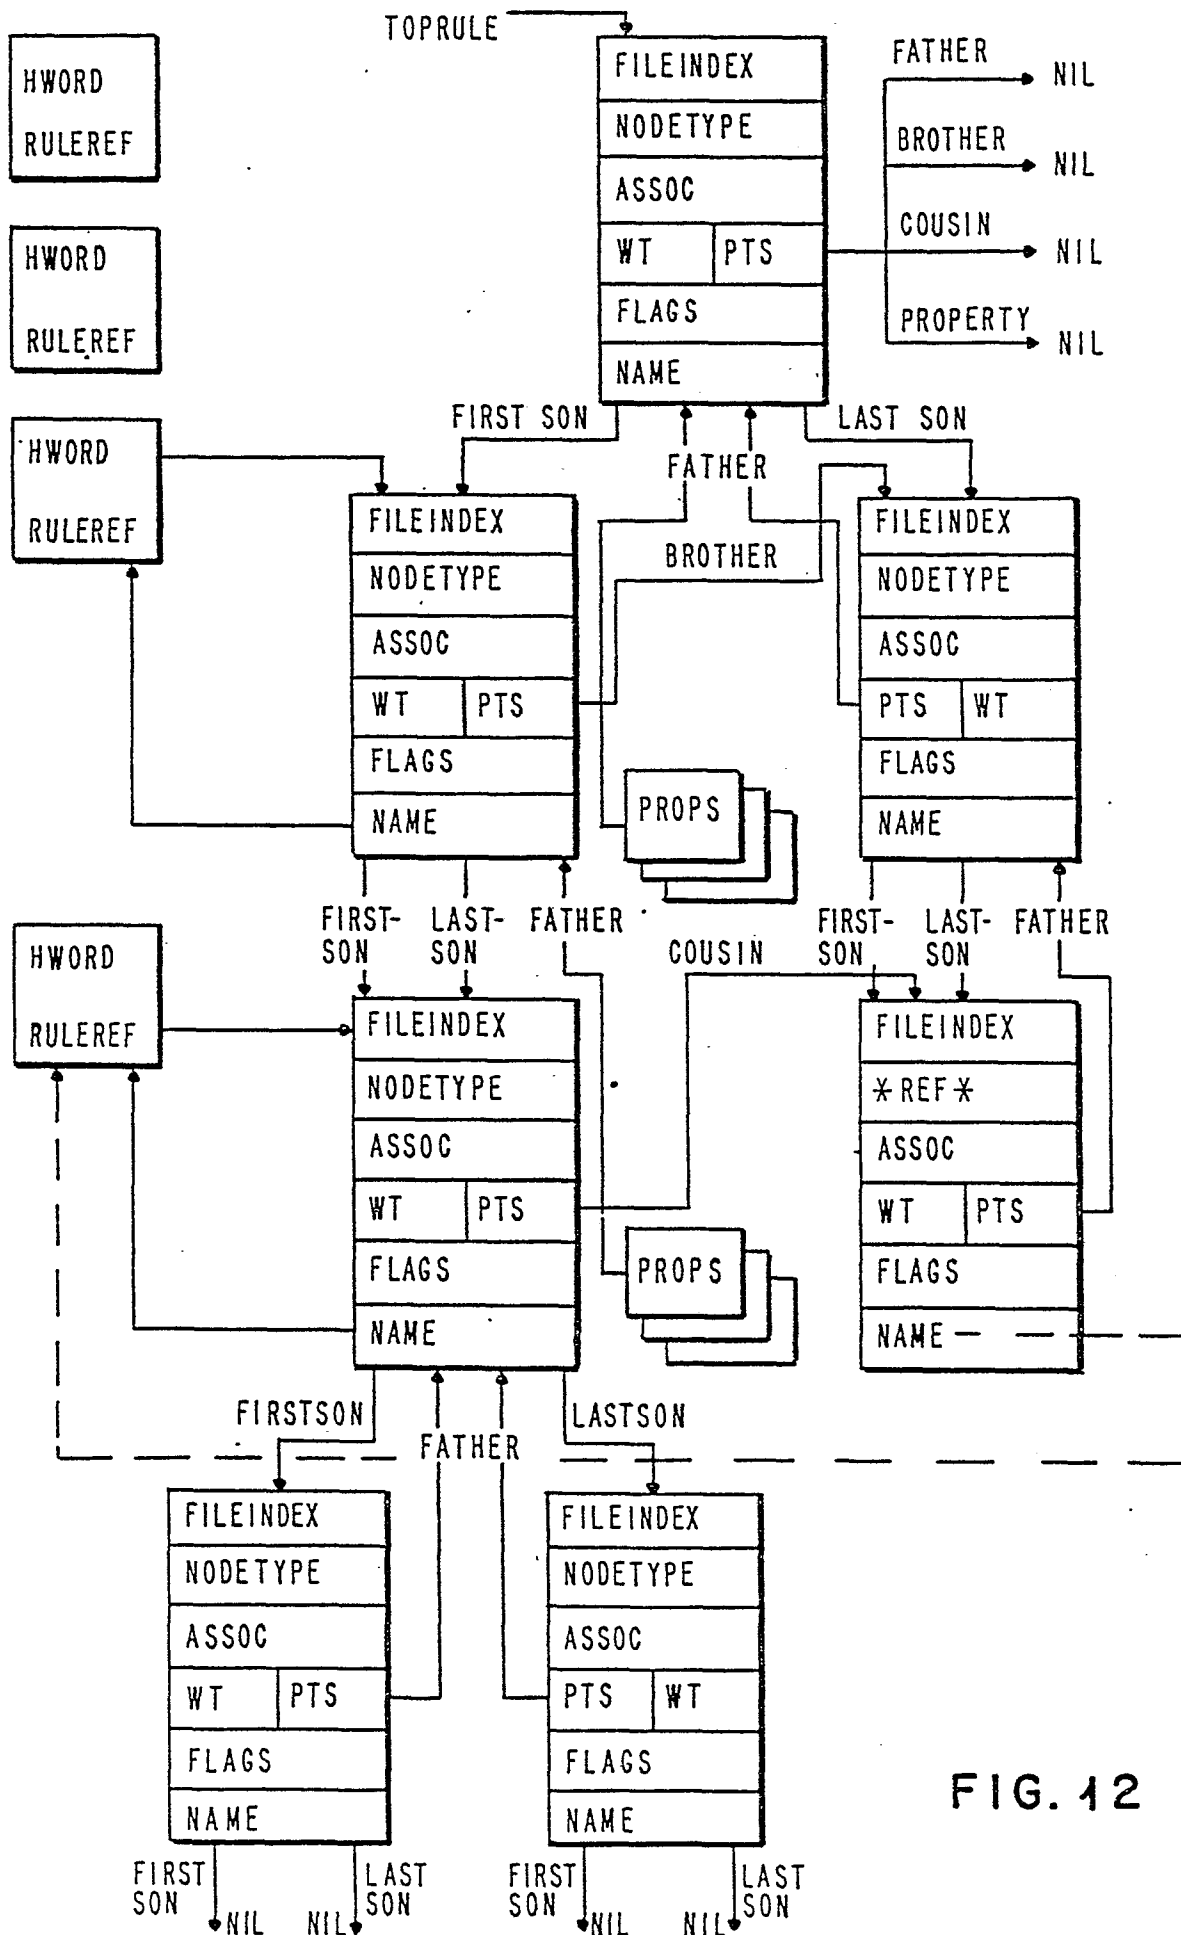 TOPRULE
HWORD
RULEREF
FILEINDEX
NODETYPE
ASSOC
WT PTS
FLAGS
NAME
FATHER
NIL
BROTHER
NIL
COUSIN
NIL
PROPERTY
NIL
HWORD
RULEREF
FIRST SON
FATHER
LAST SON
HWORD
RULEREF
FILEINDEX
NODETYPE
ASSOC
WT PTS
FLAGS
NAME
BROTHER
FILEINDEX
NODETYPE
ASSOC
PTS WT
FLAGS
NAME
PROPS
FIRST-
SON
LAST-
SON
FATHER
COUSIN
FIRST-
SON
LAST-
SON
FATHER
HWORD
RULEREF
FILEINDEX
NODETYPE
ASSOC
WT PTS
FLAGS
NAME
PROPS
FILEINDEX
*REF*
ASSOC
WT PTS
FLAGS
NAME
FIRSTSON
FATHER
LASTSON
FILEINDEX
NODETYPE
ASSOC
WT PTS
FLAGS
NAME
FILEINDEX
NODETYPE
ASSOC
PTS WT
FLAGS
NAME
FIRST
SON
NIL
LAST
SON
NIL
FIRST
SON
NIL
LAST
SON
NIL
FIG. 12